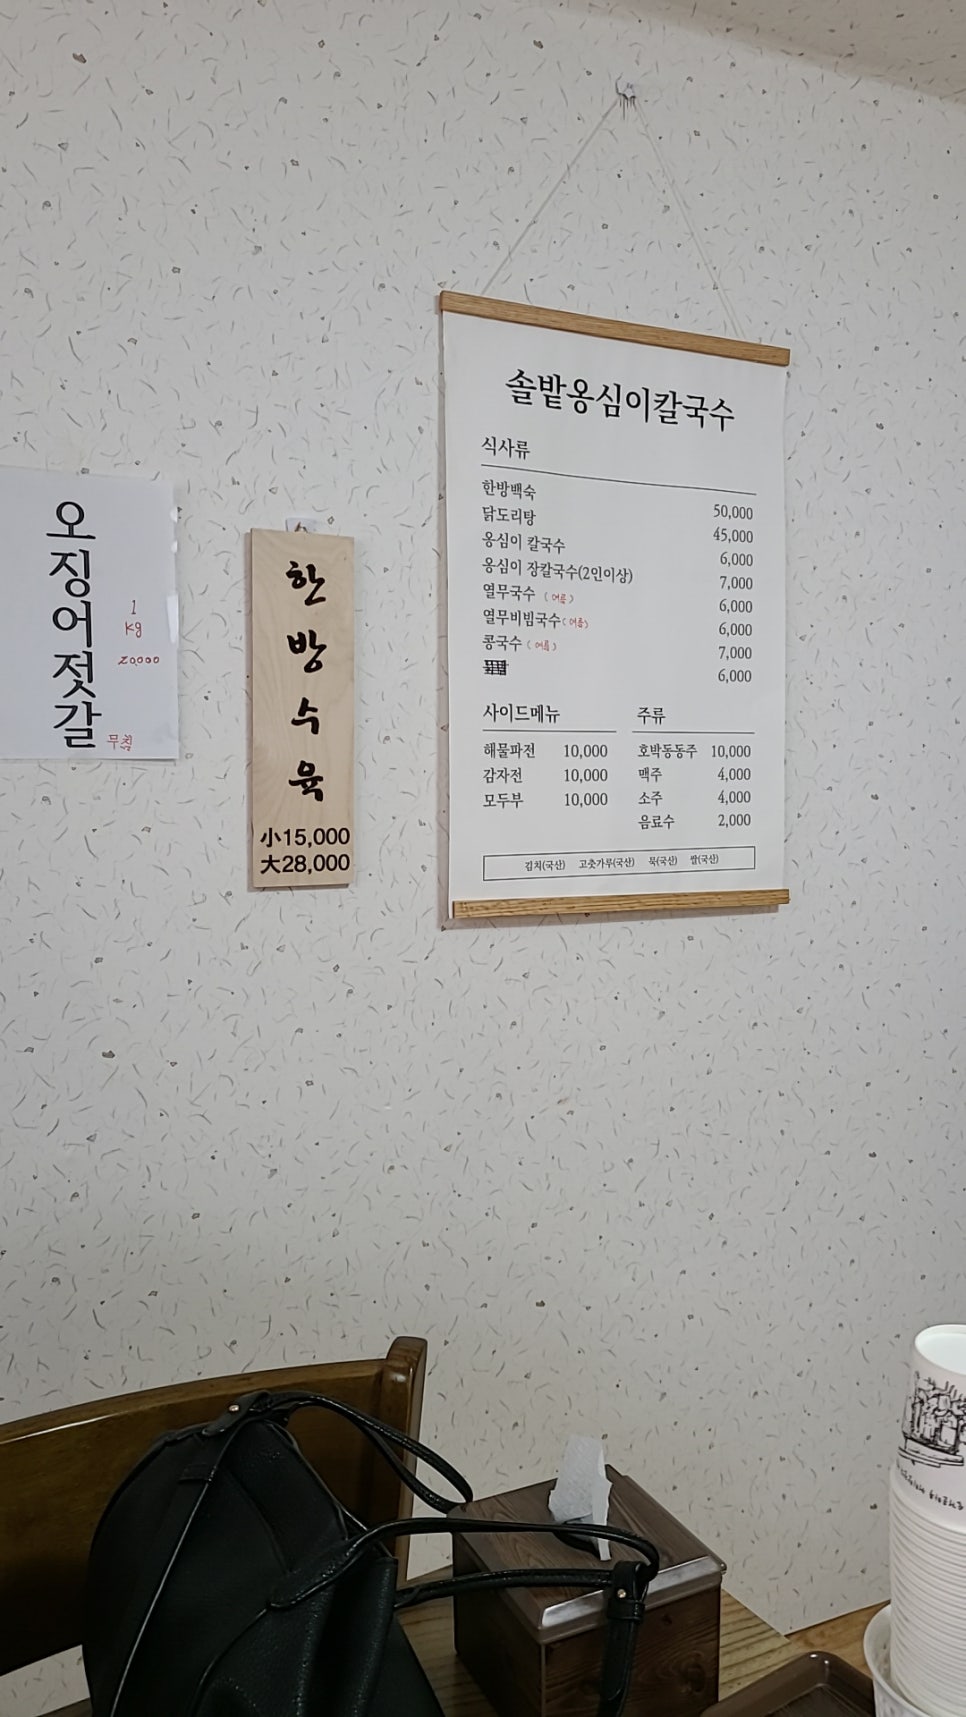 오징어젓갈
1
kg
20,000
무침
한방수육
小15,000
大28,000
솔밭옹심이칼국수
식사류
한방백숙 50,000
닭도리탕 45,000
옹심이 칼국수 6,000
옹심이 장칼국수(2인이상) 7,000
열무국수 (여름) 6,000
열무비빔국수(여름) 6,000
콩국수 (여름) 7,000
6,000
사이드메뉴
해물파전 10,000
감자전 10,000
모두부 10,000
주류
호박동동주 10,000
맥주 4,000
소주 4,000
음료수 2,000
김치(국산) 고춧가루(국산) 묵(국산) 쌀(국산)